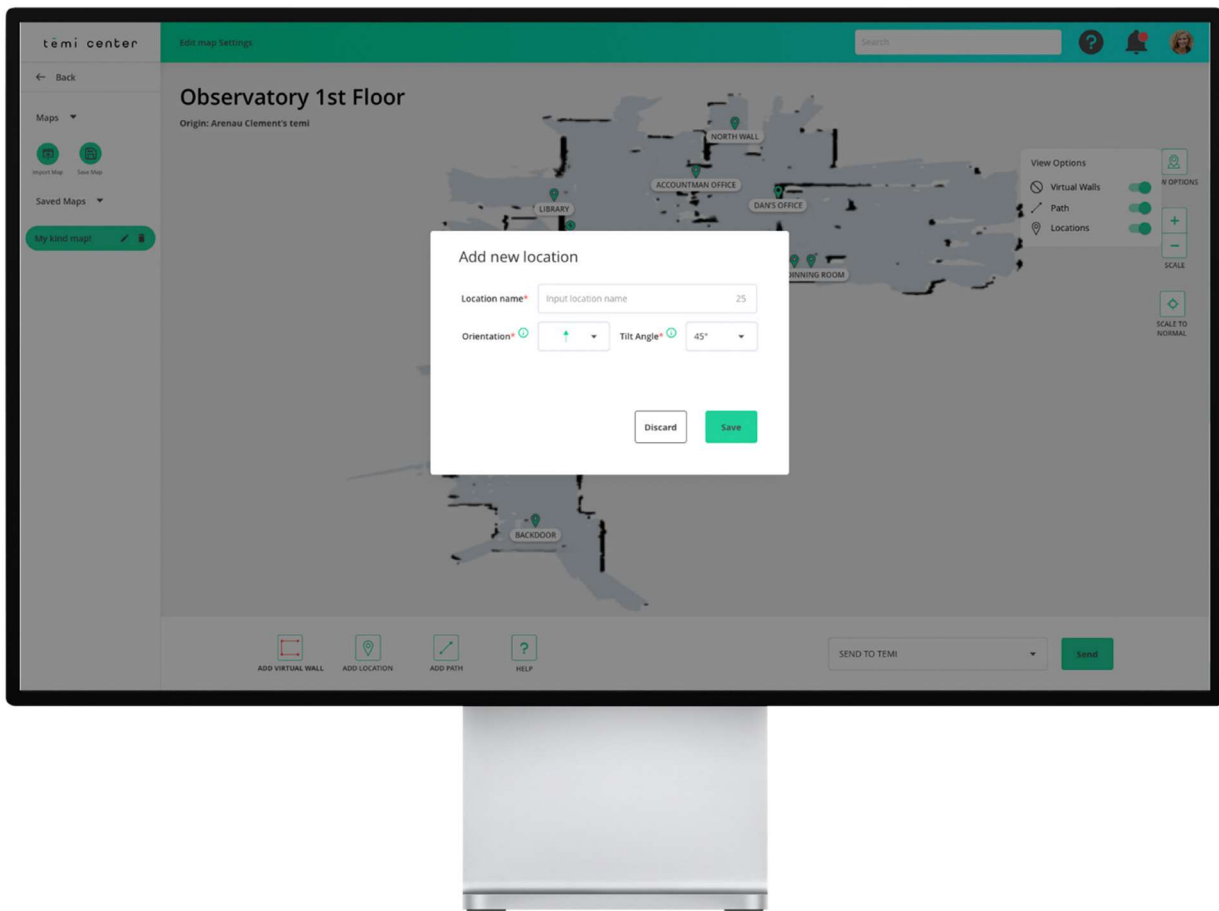 tëmi center
Edit map Settings
Search
← Back
Maps
Import Map
Save Map
Saved Maps
My kind map!
Observatory 1st Floor
Origin: Arenau Clement's temi
NORTH WALL
ACCOUNTMAN OFFICE
LIBRARY
DAN'S OFFICE
DINNING ROOM
BACKDOOR
View Options
Virtual Walls
Path
Locations
N OPTIONS
+
−
SCALE
SCALE TO
NORMAL
Add new location
Location name*
Input location name
25
Orientation*
Tilt Angle*
45°
Discard
Save
ADD VIRTUAL WALL
ADD LOCATION
ADD PATH
?
HELP
SEND TO TEMI
Send